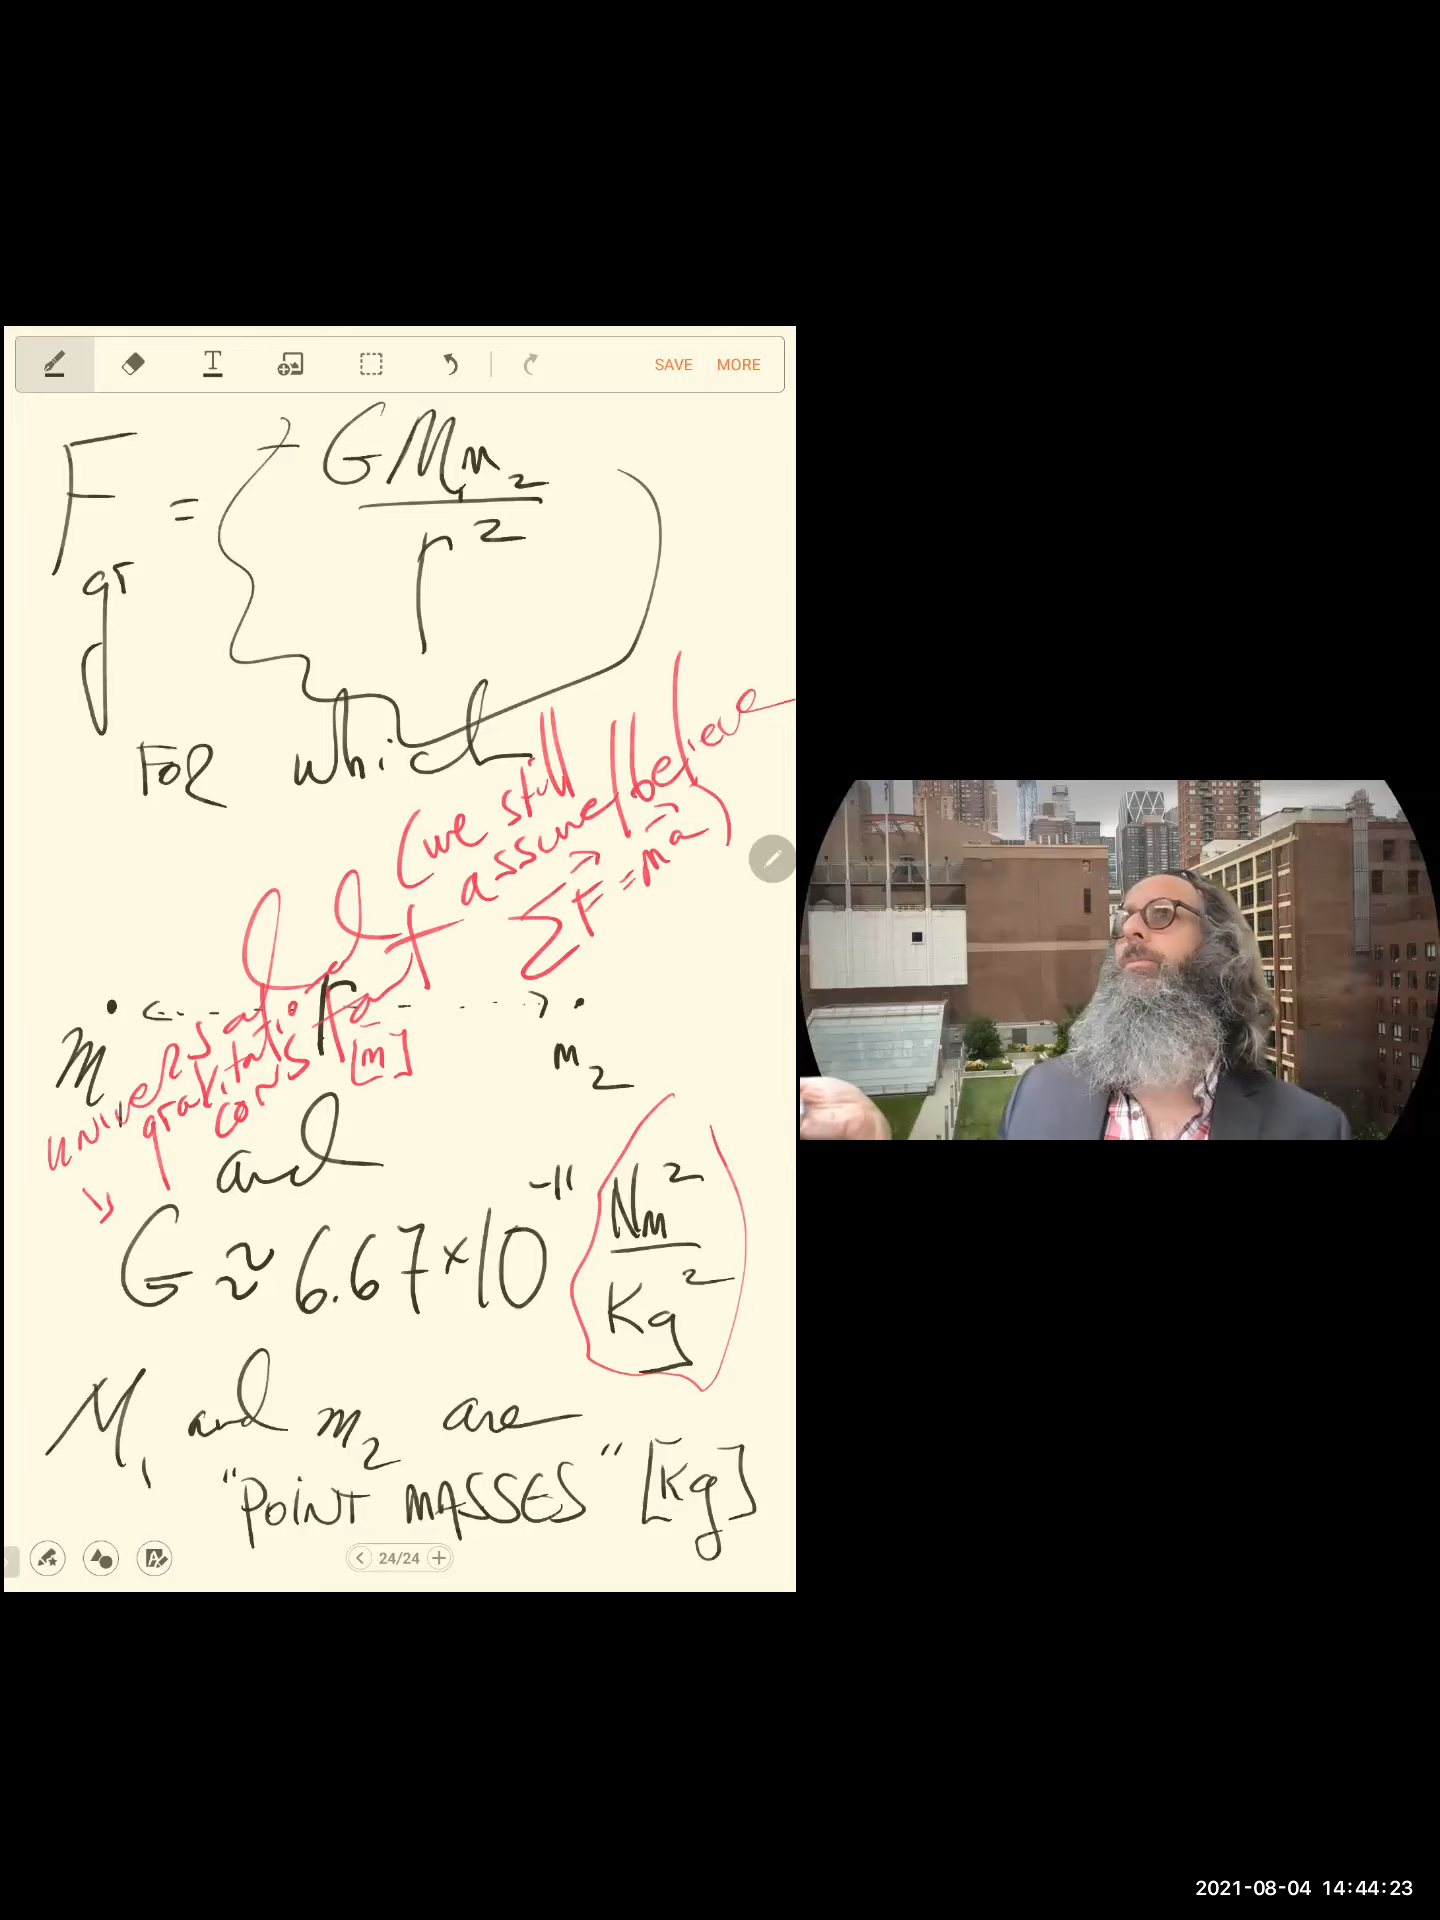 T
SAVE MORE
F_gr = + G M₁m₂ / r²
FOR which
(we still
assume/believe
ΣF⃗ = ma⃗)
r
M₁ [m] m₂
universal
gravitational
constant
and
G ≈ 6.67×10⁻¹¹ Nm²/Kg²
M₁ and m₂ are
"POINT MASSES" [Kg]
A
24/24
2021-08-04 14:44:23